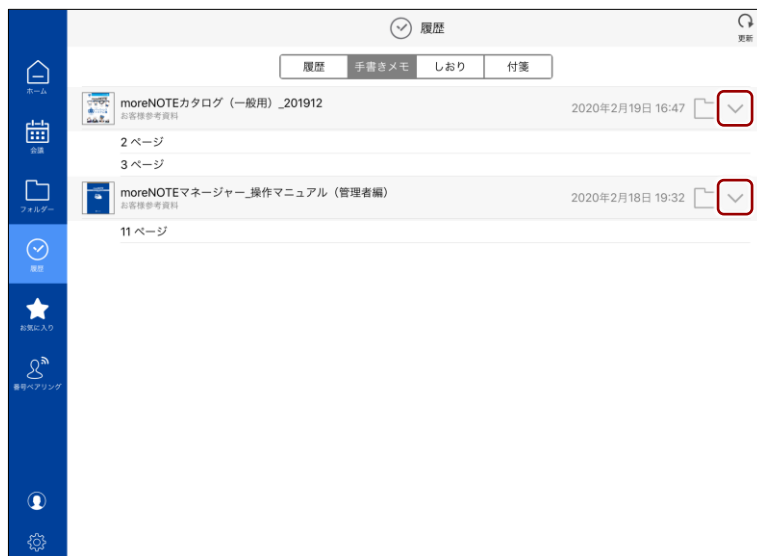 履歴
更新
履歴 手書きメモ しおり 付箋
ホーム
会議
フォルダー
履歴
お気に入り
番号ペアリング
moreNOTEカタログ（一般用）_201912
お客様参考資料
2020年2月19日 16:47
2 ページ
3 ページ
moreNOTEマネージャー_操作マニュアル（管理者編）
お客様参考資料
2020年2月18日 19:32
11 ページ